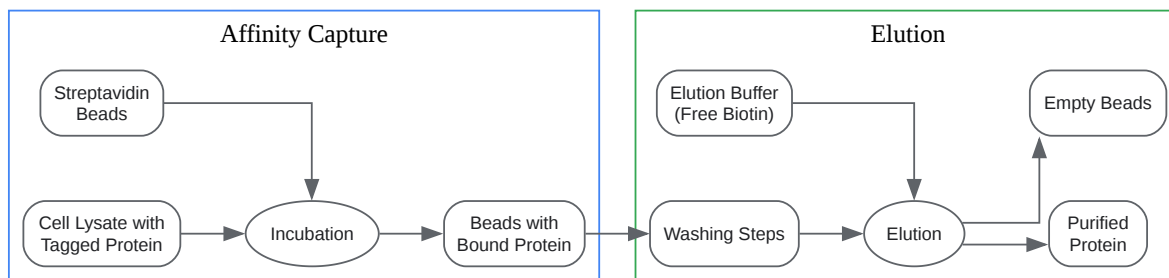 Affinity Capture
Streptavidin
Beads
Cell Lysate with
Tagged Protein
Incubation
Beads with
Bound Protein
Elution
Elution Buffer
(Free Biotin)
Empty Beads
Washing Steps
Elution
Purified
Protein